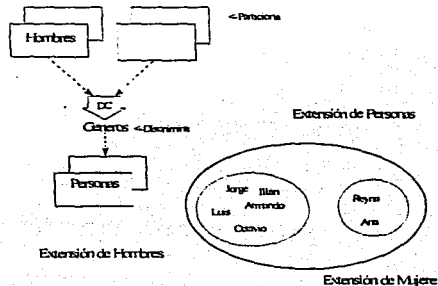 <-Particiona
Hombres
DC
Géneros <-Discrimina
Extensión de Personas
Personas
Jorge Illan
Armando
Luis
Octavio
Reyna
Ana
Extensión de Hombres
Extensión de Mujere